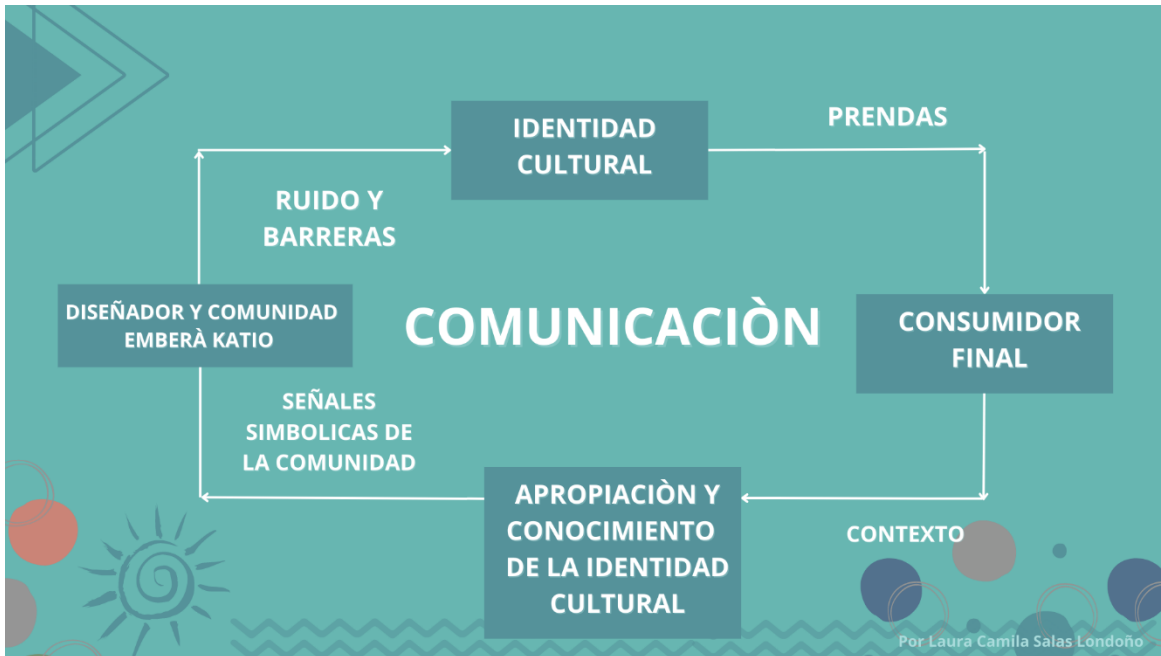 IDENTIDAD
CULTURAL
PRENDAS
RUIDO Y
BARRERAS
DISEÑADOR Y COMUNIDAD
EMBERÀ KATIO
COMUNICACIÒN
CONSUMIDOR
FINAL
SEÑALES
SIMBOLICAS DE
LA COMUNIDAD
APROPIACIÒN Y
CONOCIMIENTO
DE LA IDENTIDAD
CULTURAL
CONTEXTO
Por Laura Camila Salas Londoño